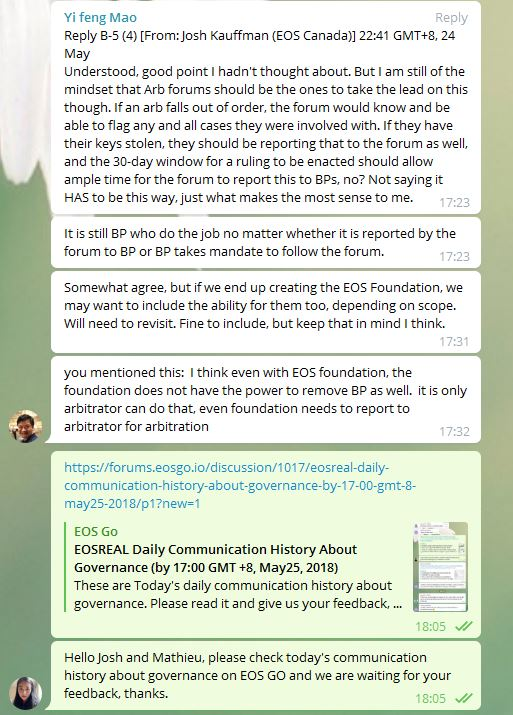 Yi feng Mao Reply
Reply B-5 (4) [From: Josh Kauffman (EOS Canada)] 22:41 GMT+8, 24
May
Understood, good point I hadn't thought about. But I am still of the
mindset that Arb forums should be the ones to take the lead on this
though. If an arb falls out of order, the forum would know and be
able to flag any and all cases they were involved with. If they have
their keys stolen, they should be reporting that to the forum as well,
and the 30-day window for a ruling to be enacted should allow
ample time for the forum to report this to BPs, no? Not saying it
HAS to be this way, just what makes the most sense to me. 17:23
It is still BP who do the job no matter whether it is reported by the
forum to BP or BP takes mandate to follow the forum. 17:23
Somewhat agree, but if we end up creating the EOS Foundation, we
may want to include the ability for them too, depending on scope.
Will need to revisit. Fine to include, but keep that in mind I think.
17:31
you mentioned this:  I think even with EOS foundation, the
foundation does not have the power to remove BP as well.  it is only
arbitrator can do that, even foundation needs to report to
arbitrator for arbitration 17:32
https://forums.eosgo.io/discussion/1017/eosreal-daily-
communication-history-about-governance-by-17-00-gmt-8-
may25-2018/p1?new=1
EOS Go
EOSREAL Daily Communication History About
Governance (by 17:00 GMT +8, May25, 2018)
These are Today's daily communication history about
governance. Please read it and give us your feedback, ...
18:05
Hello Josh and Mathieu, please check today's communication
history about governance on EOS GO and we are waiting for your
feedback, thanks. 18:05